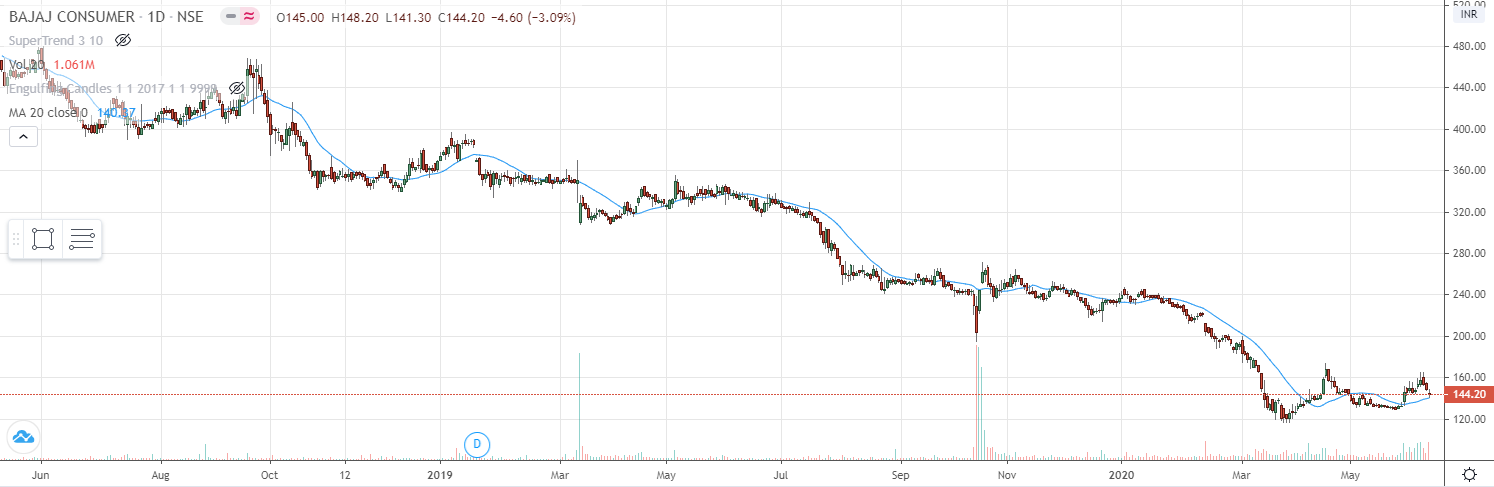 BAJAJ CONSUMER · 1D · NSE O145.00 H148.20 L141.30 C144.20 −4.60 (−3.09%)
SuperTrend 3 10
Vol 20 1.061M
Engulfing Candles 1 1 2017 1 1 9999
MA 20 close 0 140.37
520.00
INR
480.00
440.00
400.00
360.00
320.00
280.00
240.00
200.00
160.00
144.20
120.00
D
Jun Aug Oct 12 2019 Mar May Jul Sep Nov 2020 Mar May